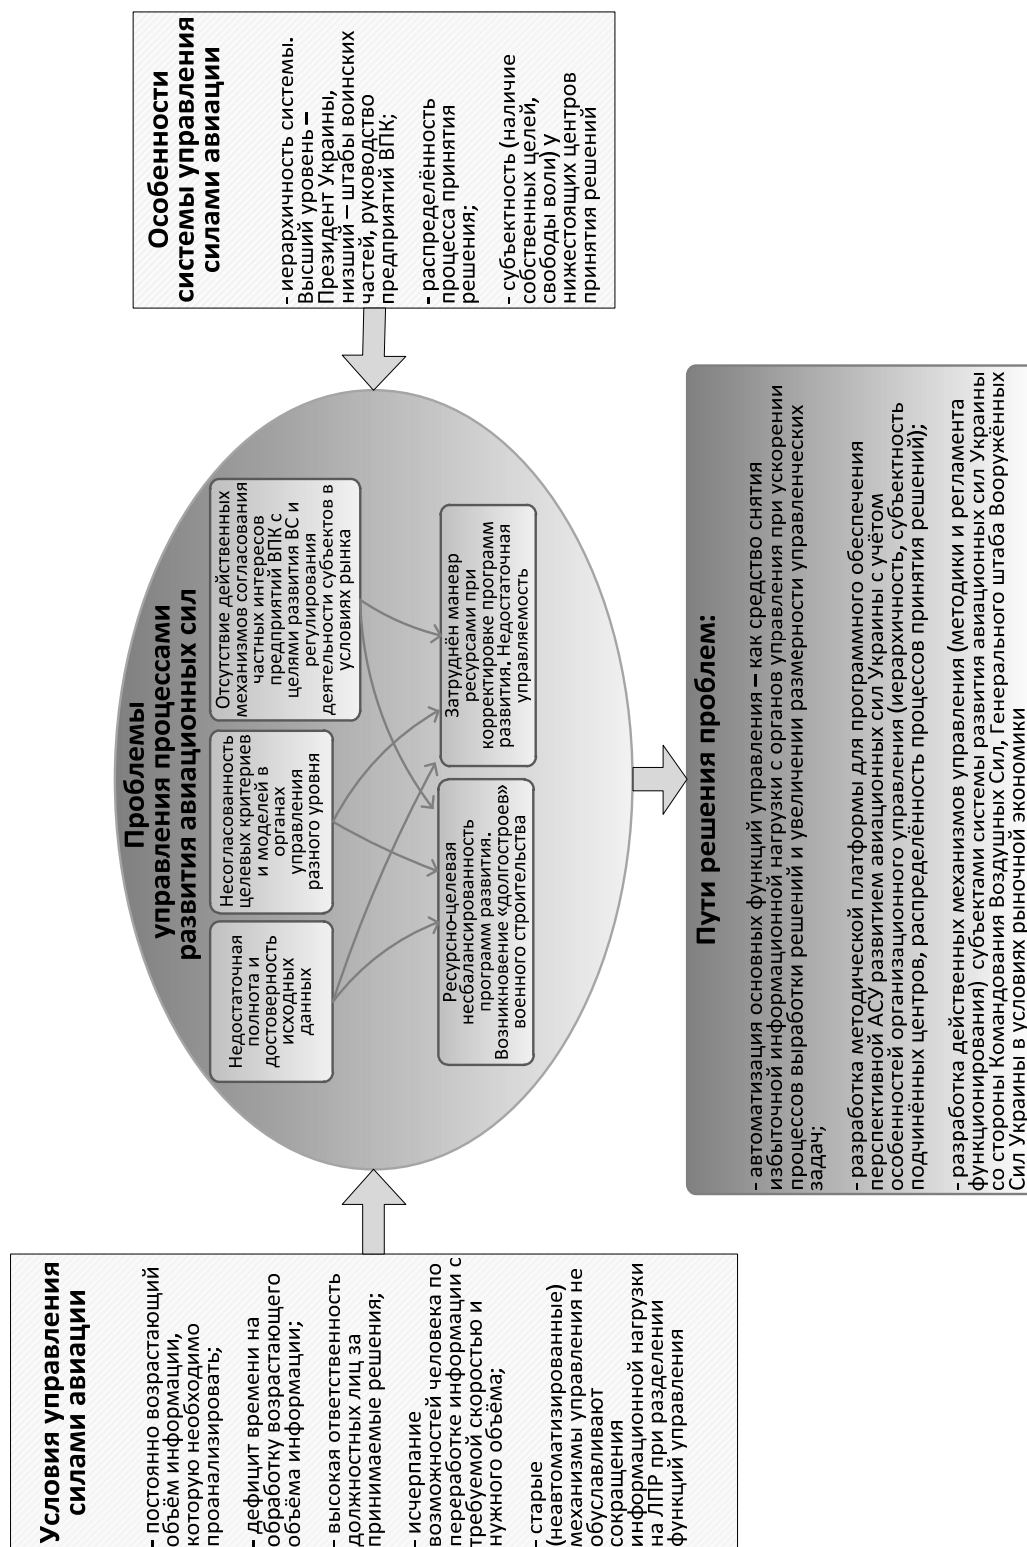 Условия управления
силами авиации
- постоянно возрастающий
объём информации,
которую необходимо
проанализировать;
- дефицит времени на
обработку возрастающего
объёма информации;
- высокая ответственность
должностных лиц за
принимаемые решения;
- исчерпание
возможностей человека по
переработке информации с
требуемой скоростью и
нужного объёма;
- старые
(неавтоматизированные)
механизмы управления не
обуславливают
сокращения
информационной нагрузки
на ЛПР при разделении
функций управления
Проблемы
управления процессами
развития авиационных сил
Недостаточная
полнота и
достоверность
исходных
данных
Несогласованность
целевых критериев
и моделей в
органах
управления
разного уровня
Отсутствие действенных
механизмов согласования
частных интересов
предприятий ВПК с
целями развития ВС и
регулирования
деятельности субъектов в
условиях рынка
Ресурсно-целевая
несбалансированность
программ развития.
Возникновение «долгостроев»
военного строительства
Затруднён маневр
ресурсами при
корректировке программ
развития. Недостаточная
управляемость
Особенности
системы управления
силами авиации
- иерархичность системы.
Высший уровень –
Президент Украины,
низший – штабы воинских
частей, руководство
предприятий ВПК;
- распределённость
процесса принятия
решения;
- субъектность (наличие
собственных целей,
свободы воли) у
нижестоящих центров
принятия решений
Пути решения проблем:
- автоматизация основных функций управления – как средство снятия
избыточной информационной нагрузки с органов управления при ускорении
процессов выработки решений и увеличении размерности управленческих
задач;
- разработка методической платформы для программного обеспечения
перспективной АСУ развитием авиационных сил Украины с учётом
особенностей организационного управления (иерархичность, субъектность
подчинённых центров, распределённость процессов принятия решений);
- разработка действенных механизмов управления (методики и регламента
функционирования) субъектами системы развития авиационных сил Украины
со стороны Командования Воздушных Сил, Генерального штаба Вооружённых
Сил Украины в условиях рыночной экономики